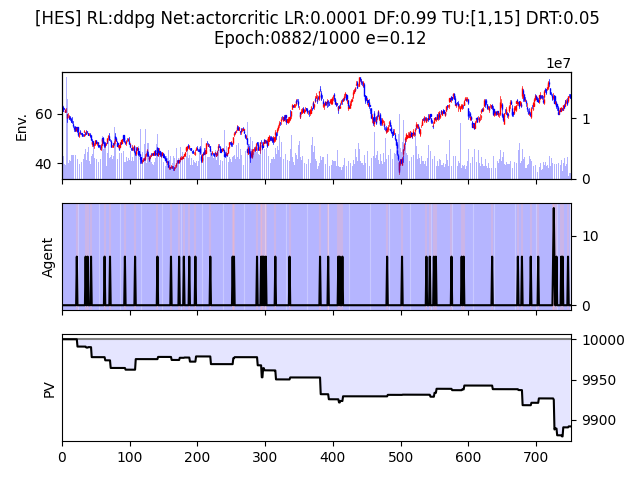 [HES] RL:ddpg Net:actorcritic LR:0.0001 DF:0.99 TU:[1,15] DRT:0.05
Epoch:0882/1000 e=0.12
1e7
Env.
60
40
1
0
Agent
10
0
PV
10000
9950
9900
0 100 200 300 400 500 600 700